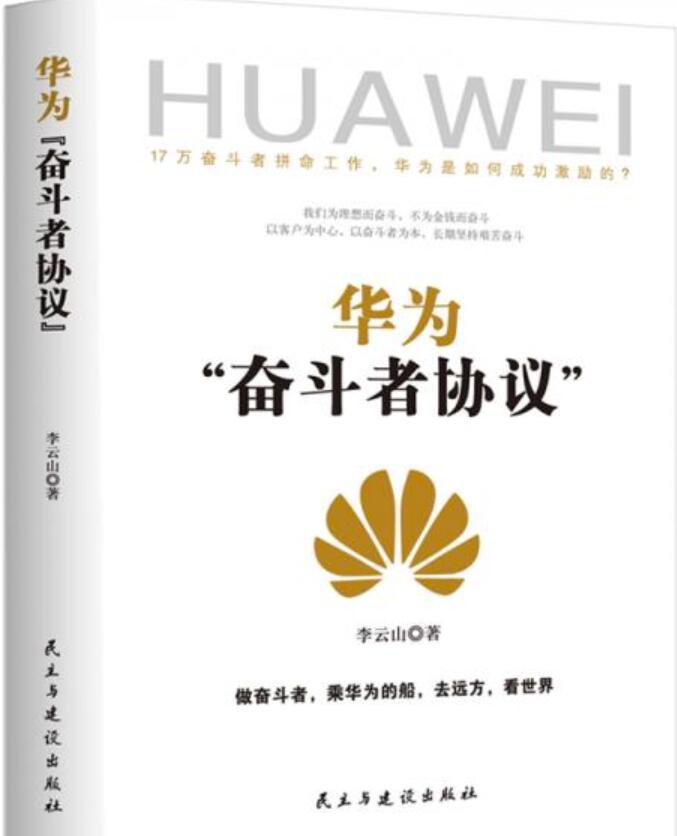 华为『奋斗者协议』
李云山◎著
民主与建设出版社
HUAWEI
17万奋斗者拼命工作，华为是如何成功激励的？
我们为理想而奋斗，不为金钱而奋斗
以客户为中心、以奋斗者为本、长期坚持艰苦奋斗
华为
“奋斗者协议”
李云山◎著
做奋斗者，乘华为的船，去远方，看世界
民主与建设出版社